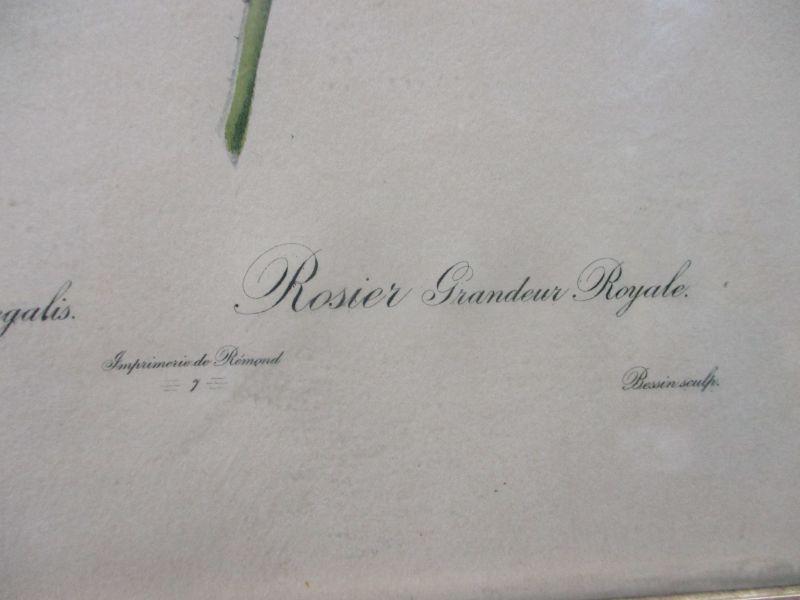 galis.
Rosier Grandeur Royale.
Imprimerie de Rémond
7
Bessin sculp.